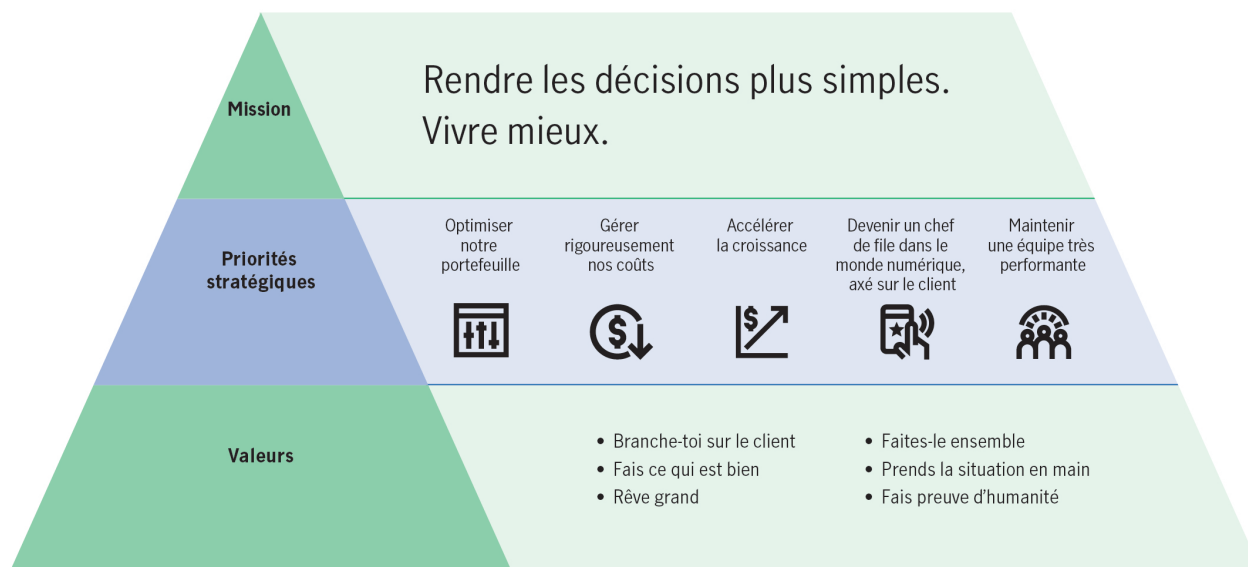 Mission
Rendre les décisions plus simples.
Vivre mieux.
Priorités
stratégiques
Optimiser
notre
portefeuille
Gérer
rigoureusement
nos coûts
Accélérer
la croissance
Devenir un chef
de file dans le
monde numérique,
axé sur le client
Maintenir
une équipe très
performante
$
$
Valeurs
• Branche-toi sur le client
• Fais ce qui est bien
• Rêve grand
• Faites-le ensemble
• Prends la situation en main
• Fais preuve d'humanité